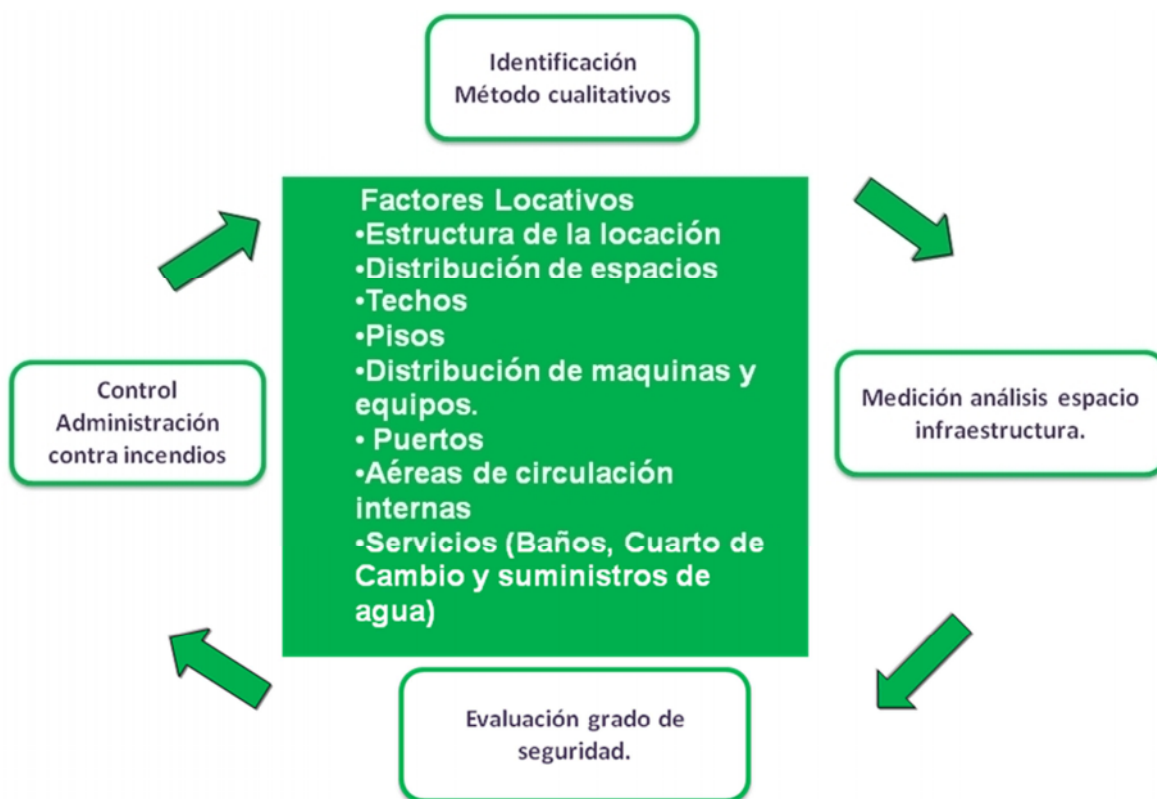 Identificación
Método cualitativos
Factores Locativos
•Estructura de la locación
•Distribución de espacios
•Techos
•Pisos
•Distribución de maquinas y
equipos.
• Puertos
•Aéreas de circulación
internas
•Servicios (Baños, Cuarto de
Cambio y suministros de
agua)
Control
Administración
contra incendios
Medición análisis espacio
infraestructura.
Evaluación grado de
seguridad.